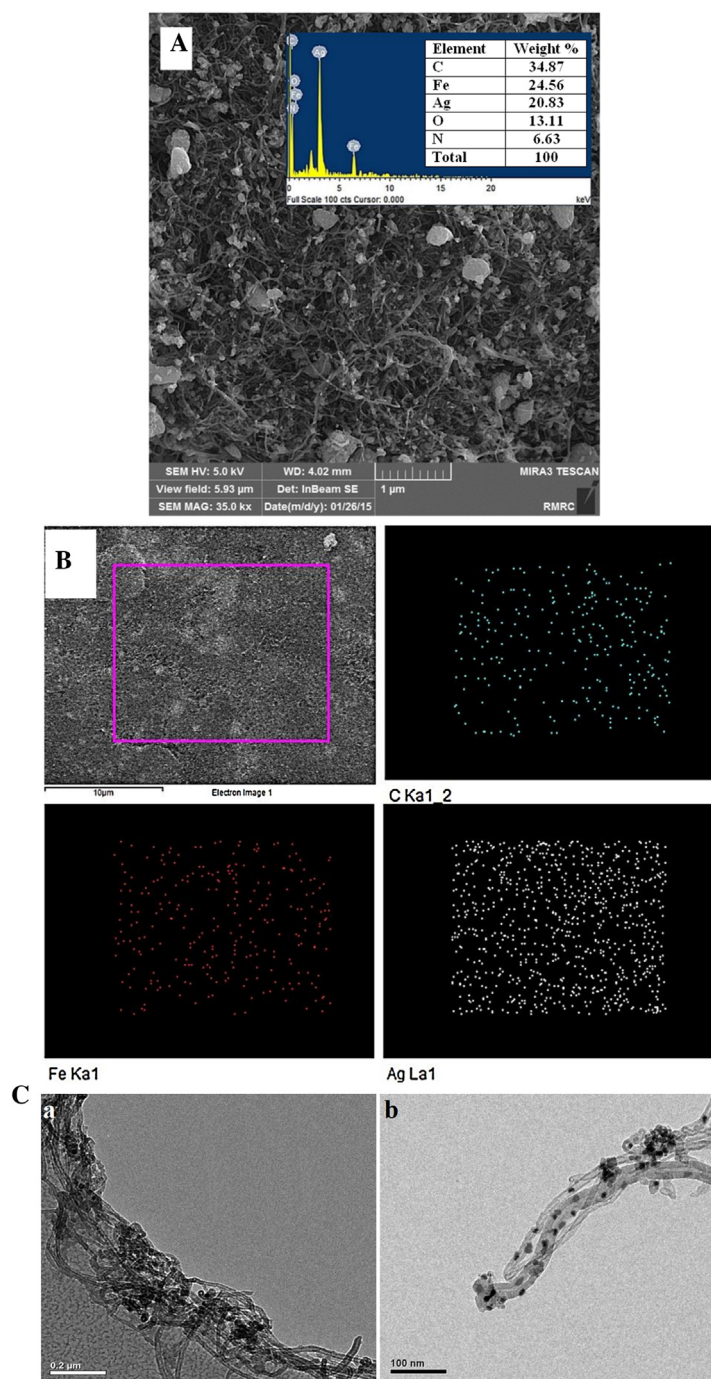 A
C
O
Fe
N
Ag
Fe
Element Weight %
C 34.87
Fe 24.56
Ag 20.83
O 13.11
N 6.63
Total 100
0 5 10 15 20
Full Scale 100 cts Cursor: 0.000 keV
SEM HV: 5.0 kV WD: 4.02 mm MIRA3 TESCAN
View field: 5.93 µm Det: InBeam SE 1 µm
SEM MAG: 35.0 kx Date(m/d/y): 01/26/15 RMRC
B
10µm Electron Image 1
C Ka1_2
Fe Ka1
Ag La1
C
a
0.2 µm
b
100 nm